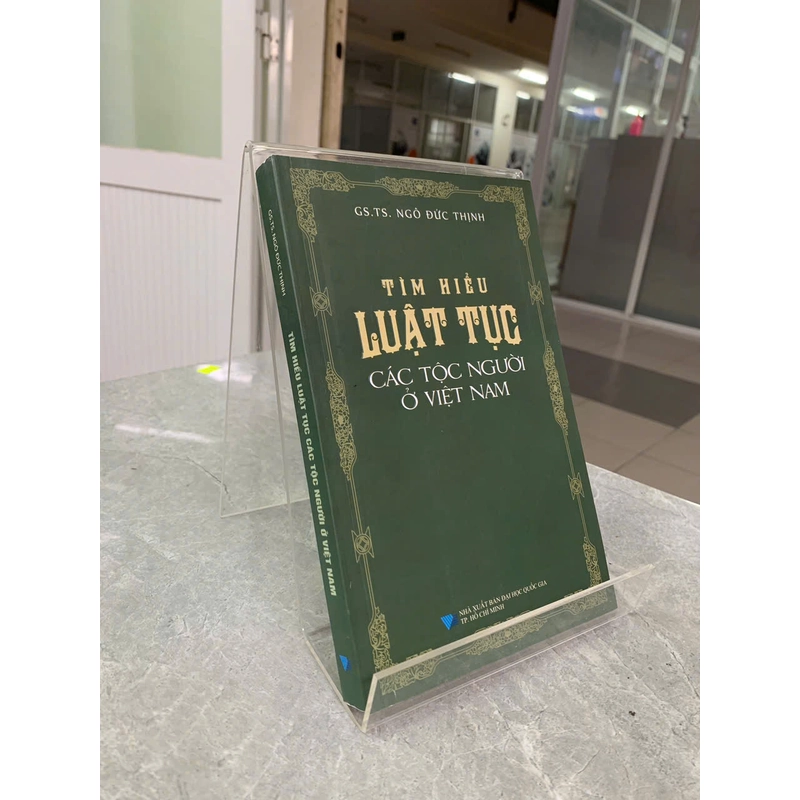 GS.TS. NGÔ ĐỨC THỊNH
TÌM HIỂU
LUẬT TỤC
CÁC TỘC NGƯỜI
Ở VIỆT NAM
NHÀ XUẤT BẢN ĐẠI HỌC QUỐC GIA
TP. HỒ CHÍ MINH
GS.TS. NGÔ ĐỨC THỊNH
TÌM HIỂU LUẬT TỤC CÁC TỘC NGƯỜI Ở VIỆT NAM